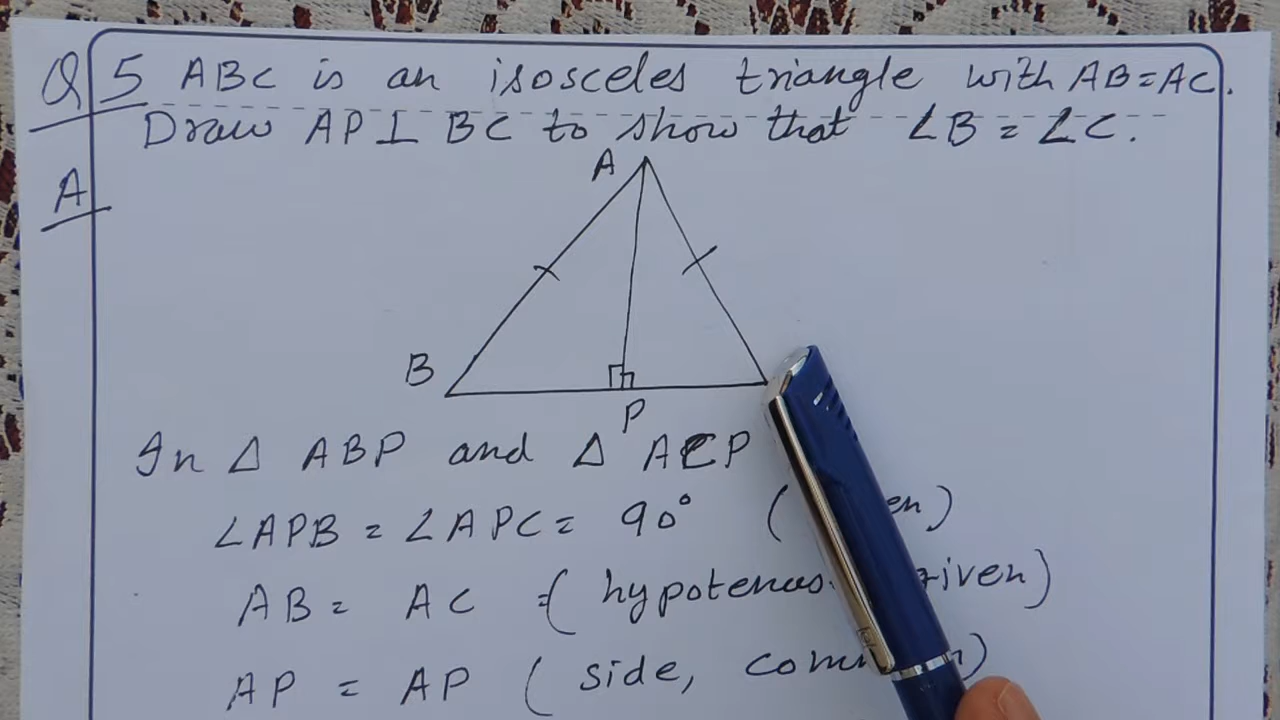 Q 5 ABC is an isosceles triangle with AB=AC.
Draw AP⊥ BC to show that ∠B = ∠C.
A
A
B
P
In Δ ABP and Δ ACP
∠APB = ∠APC = 90° (
AB = AC = ( hypotenus
AP = AP ( side,